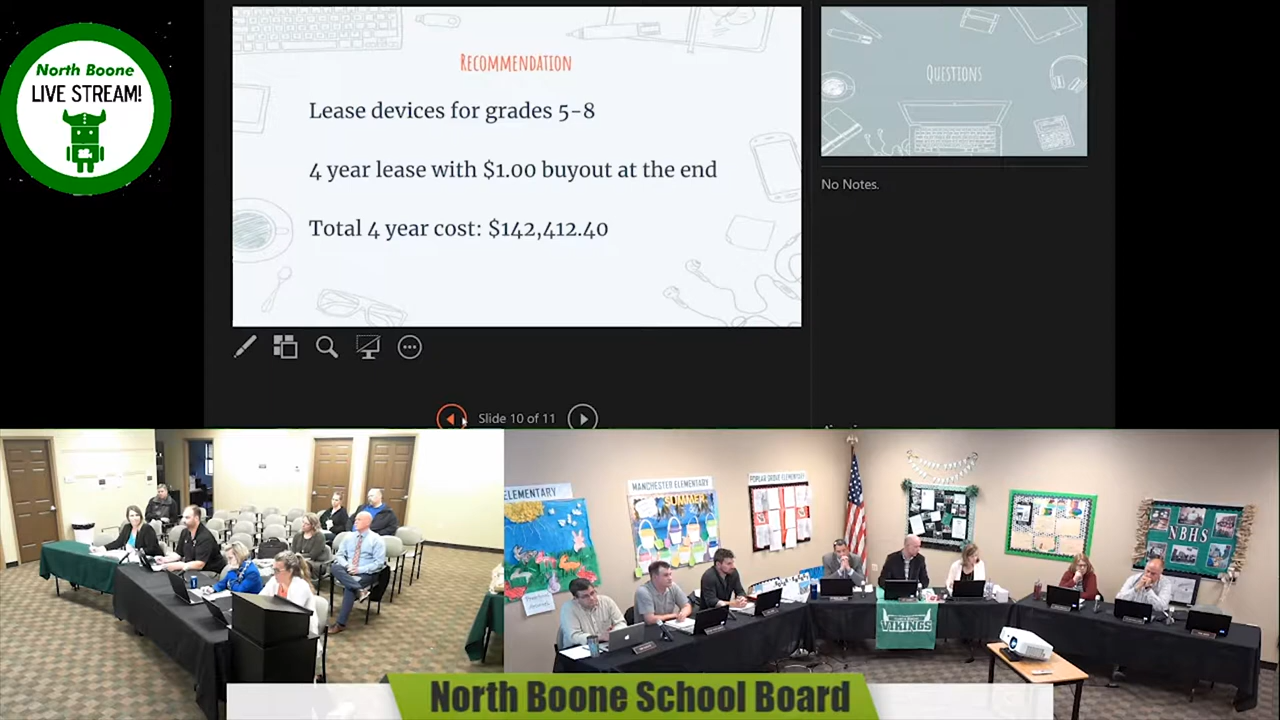 North Boone
LIVE STREAM!
RECOMMENDATION
Lease devices for grades 5-8
4 year lease with $1.00 buyout at the end
Total 4 year cost: $142,412.40
QUESTIONS
No Notes.
Slide 10 of 11
ELEMENTARY
MANCHESTER ELEMENTARY
POPLAR GROVE ELEMENTARY
SUMMER
NBHS
VIKINGS
North Boone School Board